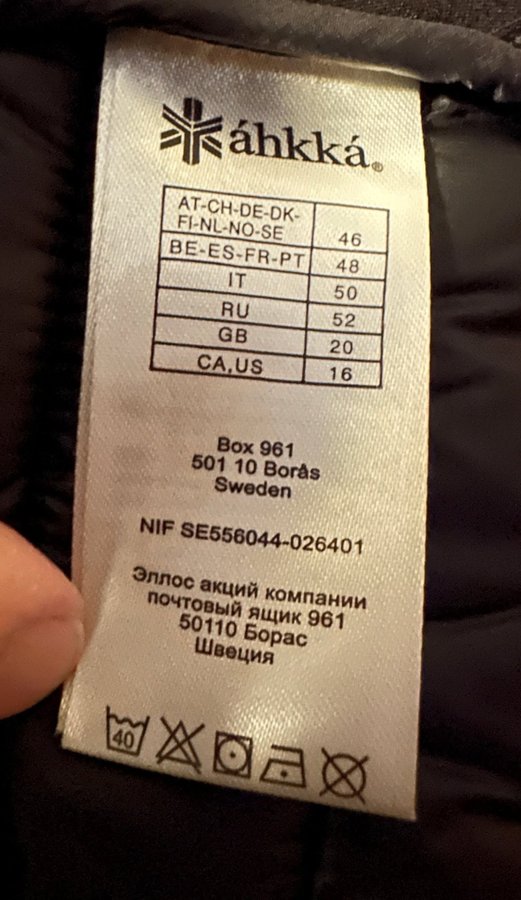 áhkká®
AT-CH-DE-DK-
FI-NL-NO-SE 46
BE-ES-FR-PT 48
IT 50
RU 52
GB 20
CA,US 16
Box 961
501 10 Borås
Sweden
NIF SE556044-026401
Эллос акций компании
почтовый ящик 961
50110 Борас
Швеция
40